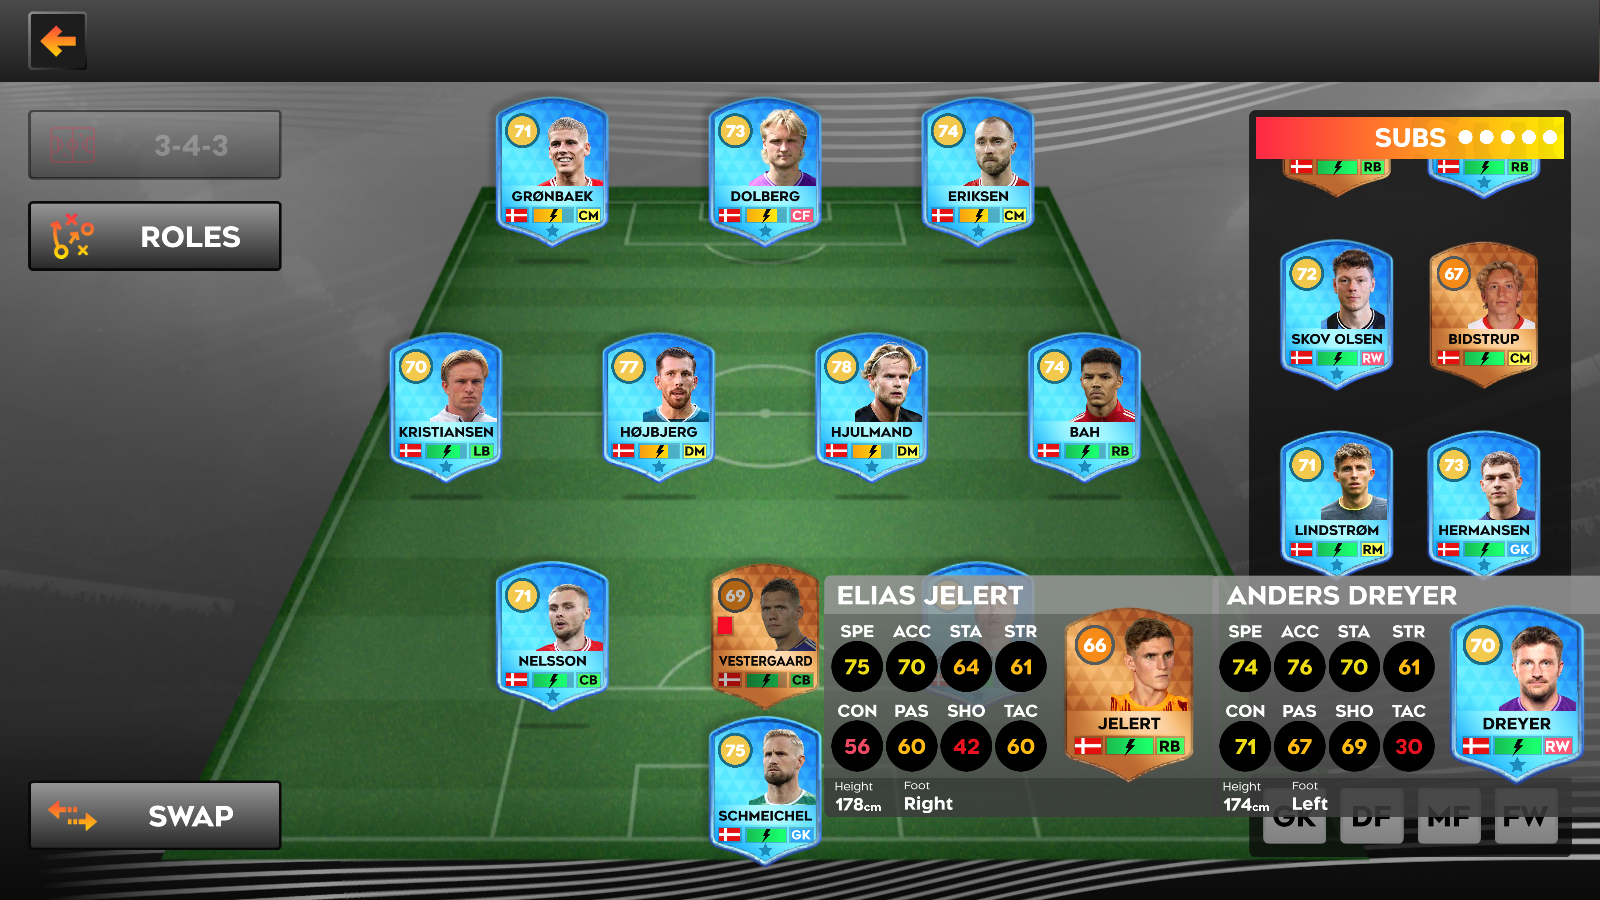 3-4-3
ROLES
SWAP
71
GRØNBAEK
CM
73
DOLBERG
CF
74
ERIKSEN
CM
70
KRISTIANSEN
LB
77
HØJBJERG
DM
78
HJULMAND
DM
74
BAH
RB
71
NELSSON
CB
69
VESTERGAARD
CB
75
SCHMEICHEL
GK
SUBS
RB
RB
72
SKOV OLSEN
RW
67
BIDSTRUP
CM
71
LINDSTRØM
RM
73
HERMANSEN
GK
ELIAS JELERT
SPE ACC STA STR
75 70 64 61
CON PAS SHO TAC
56 60 42 60
Height Foot
178cm Right
66
JELERT
RB
ANDERS DREYER
SPE ACC STA STR
74 76 70 61
CON PAS SHO TAC
71 67 69 30
Height Foot
174cm Left
70
DREYER
RW
GK DF MF FW